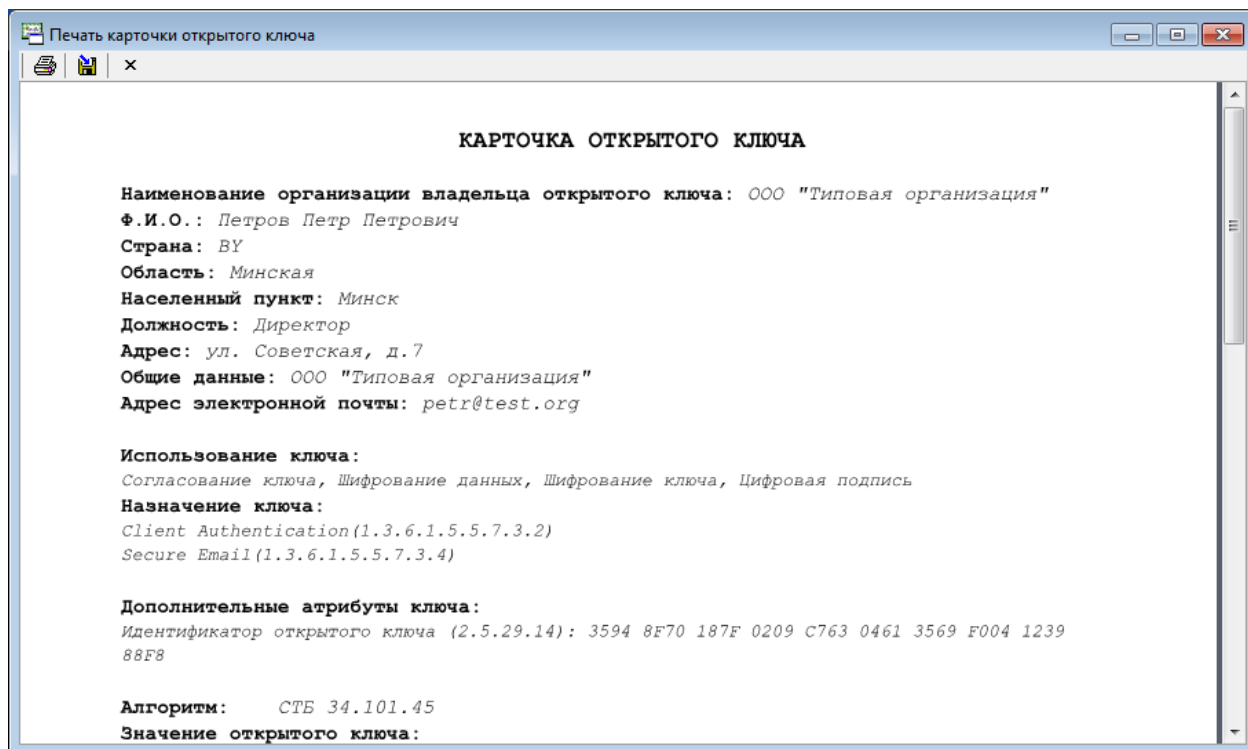 Печать карточки открытого ключа
КАРТОЧКА ОТКРЫТОГО КЛЮЧА
Наименование организации владельца открытого ключа: ООО "Типовая организация"
Ф.И.О.: Петров Петр Петрович
Страна: BY
Область: Минская
Населенный пункт: Минск
Должность: Директор
Адрес: ул. Советская, д.7
Общие данные: ООО "Типовая организация"
Адрес электронной почты: petr@test.org
Использование ключа:
Согласование ключа, Шифрование данных, Шифрование ключа, Цифровая подпись
Назначение ключа:
Client Authentication(1.3.6.1.5.5.7.3.2)
Secure Email(1.3.6.1.5.5.7.3.4)
Дополнительные атрибуты ключа:
Идентификатор открытого ключа (2.5.29.14): 3594 8F70 187F 0209 C763 0461 3569 F004 1239
88F8
Алгоритм: СТБ 34.101.45
Значение открытого ключа: